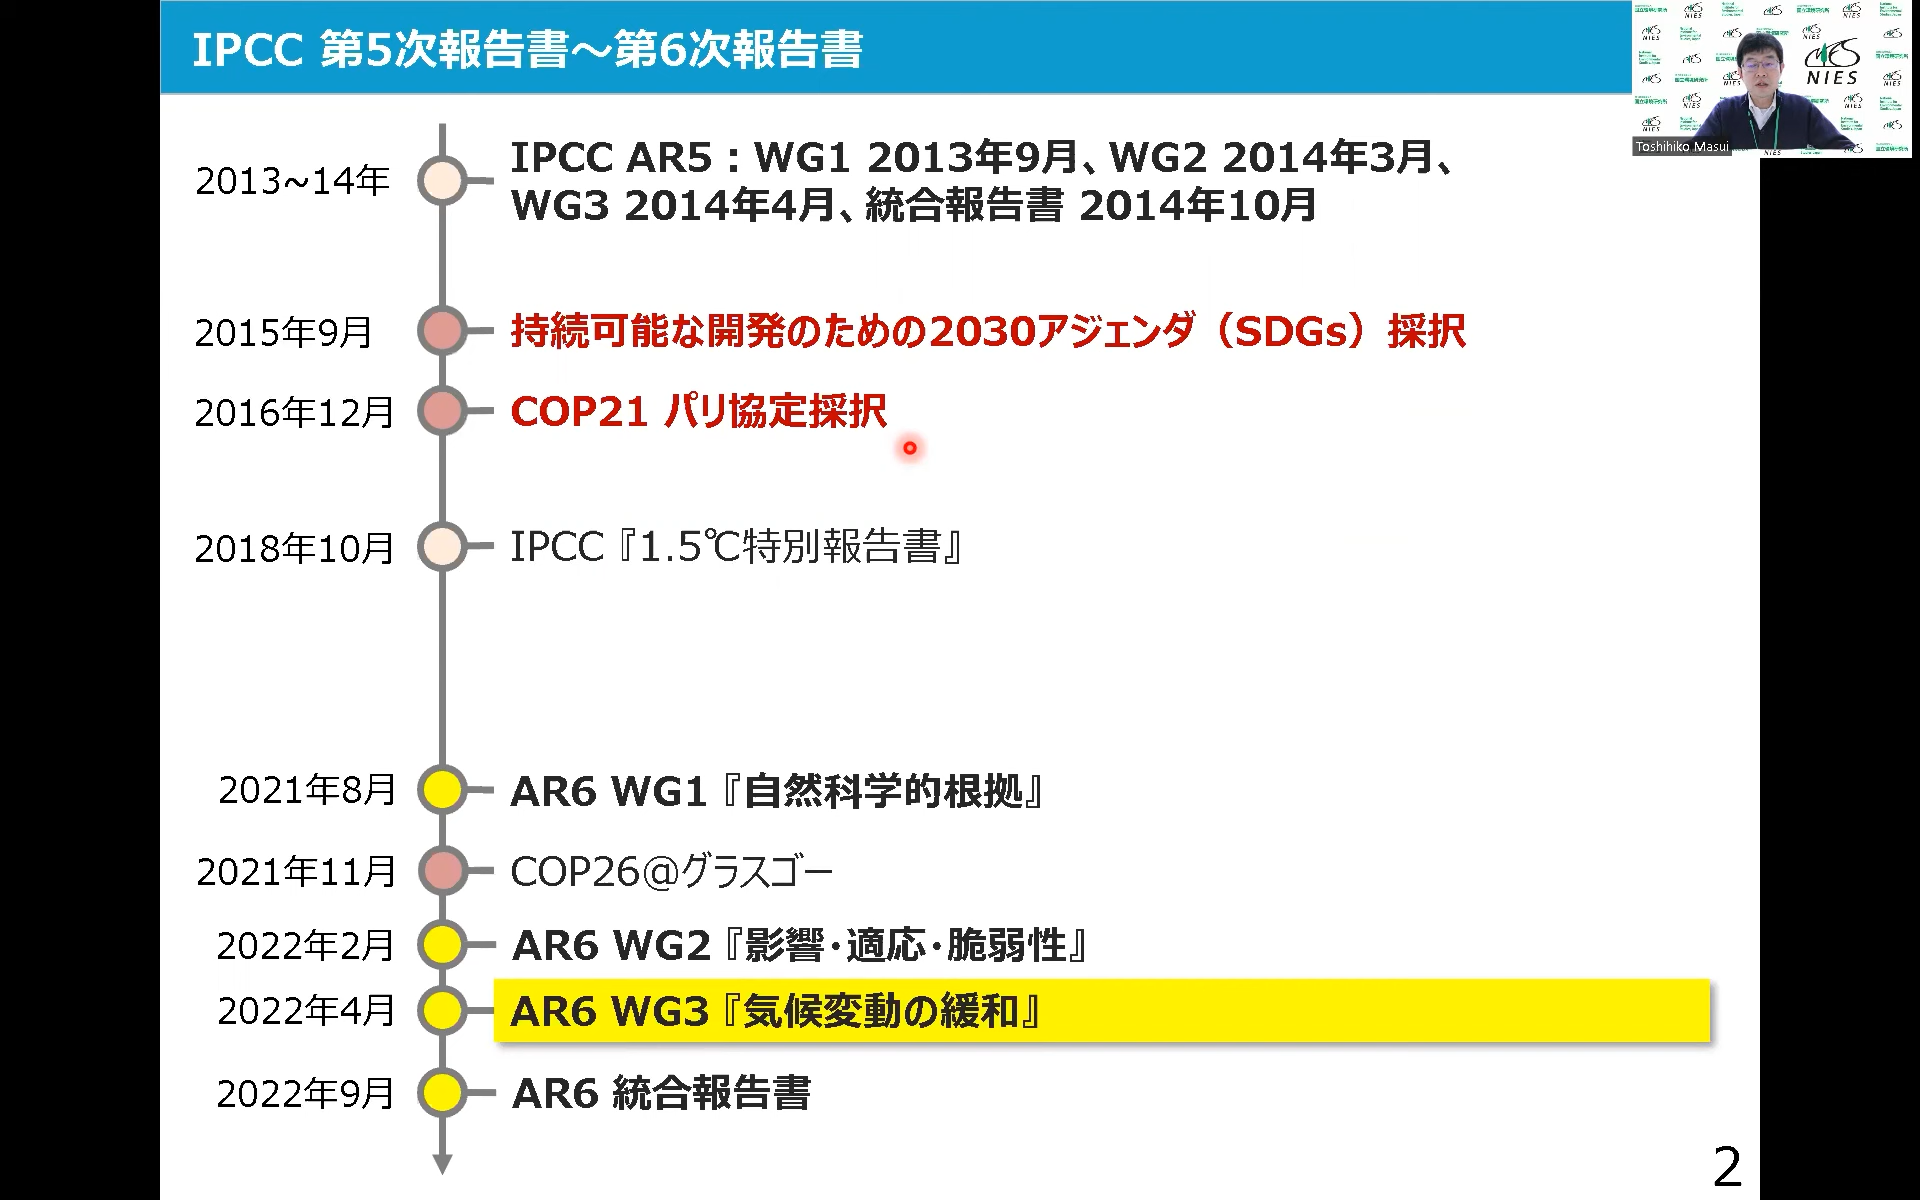 IPCC 第5次報告書～第6次報告書
NIES
Toshihiko Masui
2013~14年
IPCC AR5：WG1 2013年9月、WG2 2014年3月、
WG3 2014年4月、統合報告書 2014年10月
2015年9月
持続可能な開発のための2030アジェンダ（SDGs）採択
2016年12月
COP21 パリ協定採択
2018年10月
IPCC『1.5℃特別報告書』
2021年8月
AR6 WG1『自然科学的根拠』
2021年11月
COP26@グラスゴー
2022年2月
AR6 WG2『影響・適応・脆弱性』
2022年4月
AR6 WG3『気候変動の緩和』
2022年9月
AR6 統合報告書
2